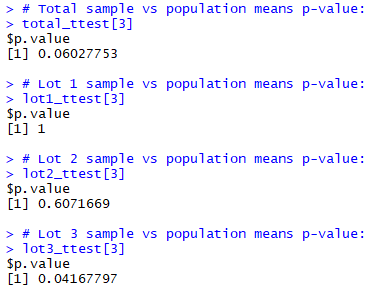 > # Total sample vs population means p-value:
> total_ttest[3]
$p.value
[1] 0.06027753
> # Lot 1 sample vs population means p-value:
> lot1_ttest[3]
$p.value
[1] 1
> # Lot 2 sample vs population means p-value:
> lot2_ttest[3]
$p.value
[1] 0.6071669
> # Lot 3 sample vs population means p-value:
> lot3_ttest[3]
$p.value
[1] 0.04167797